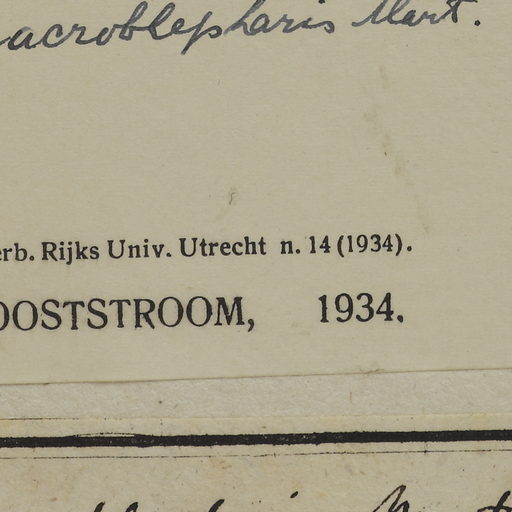 acroblepharis Mart.
erb. Rijks Univ. Utrecht n. 14 (1934).
OOSTSTROOM, 1934.